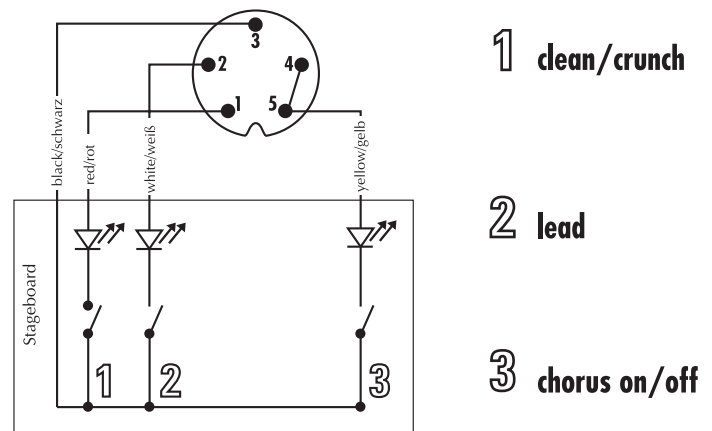 3
2
4
1
5
black/schwarz
red/rot
white/weiß
yellow/gelb
Stageboard
1
2
3
1 clean/crunch
2 lead
3 chorus on/off